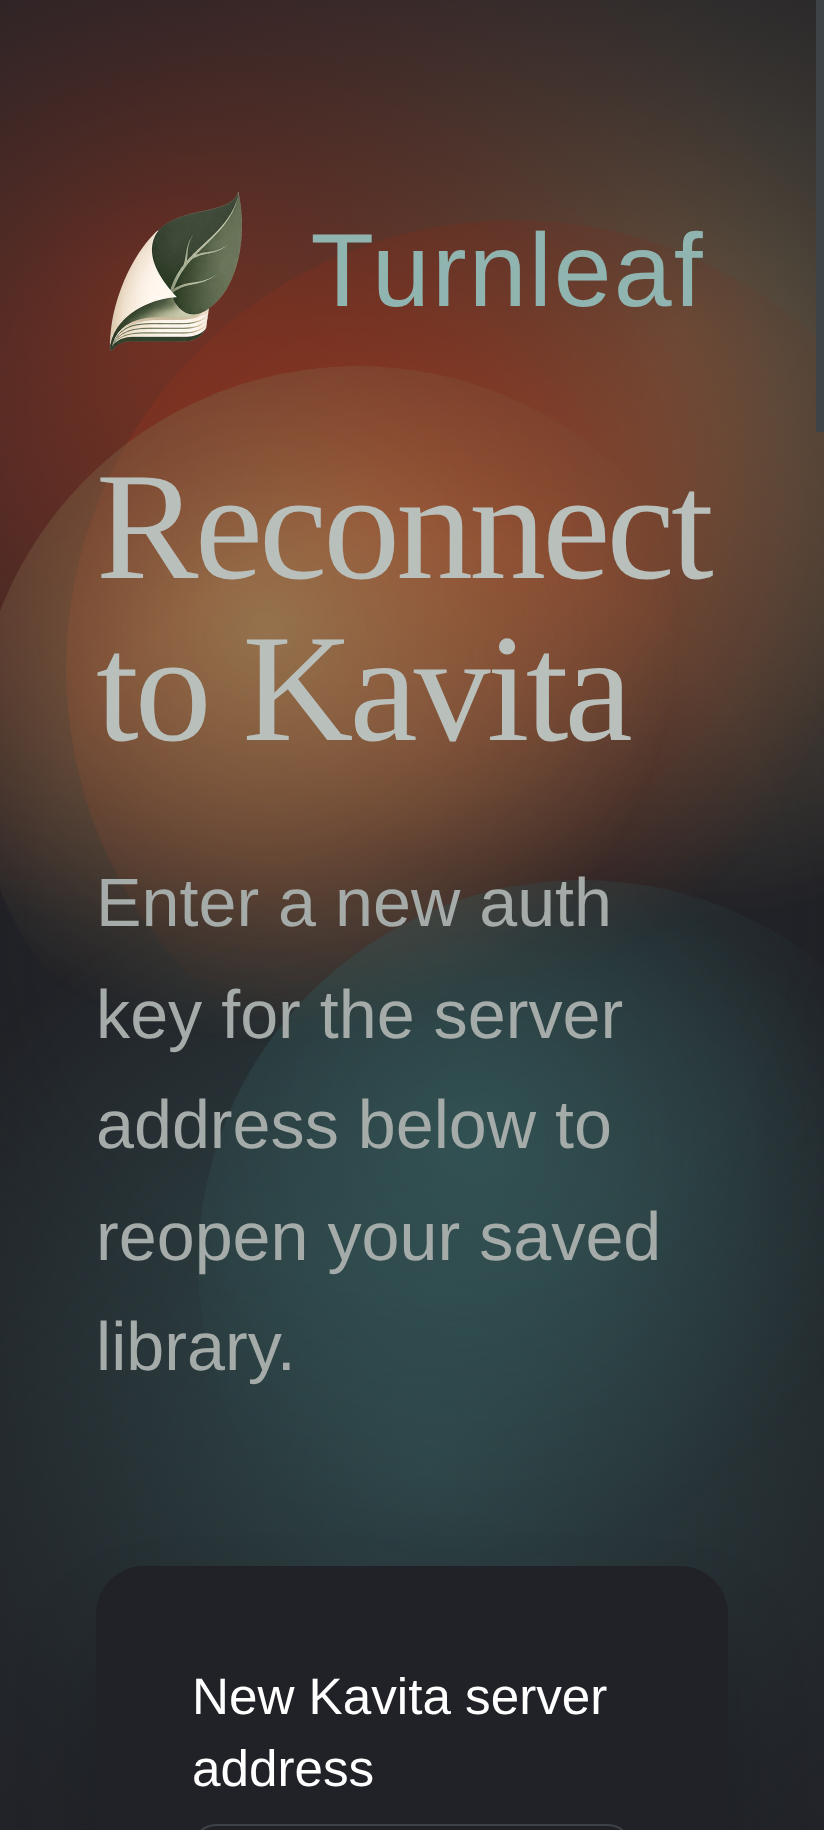 Turnleaf
Reconnect
to Kavita
Enter a new auth
key for the server
address below to
reopen your saved
library.
New Kavita server
address